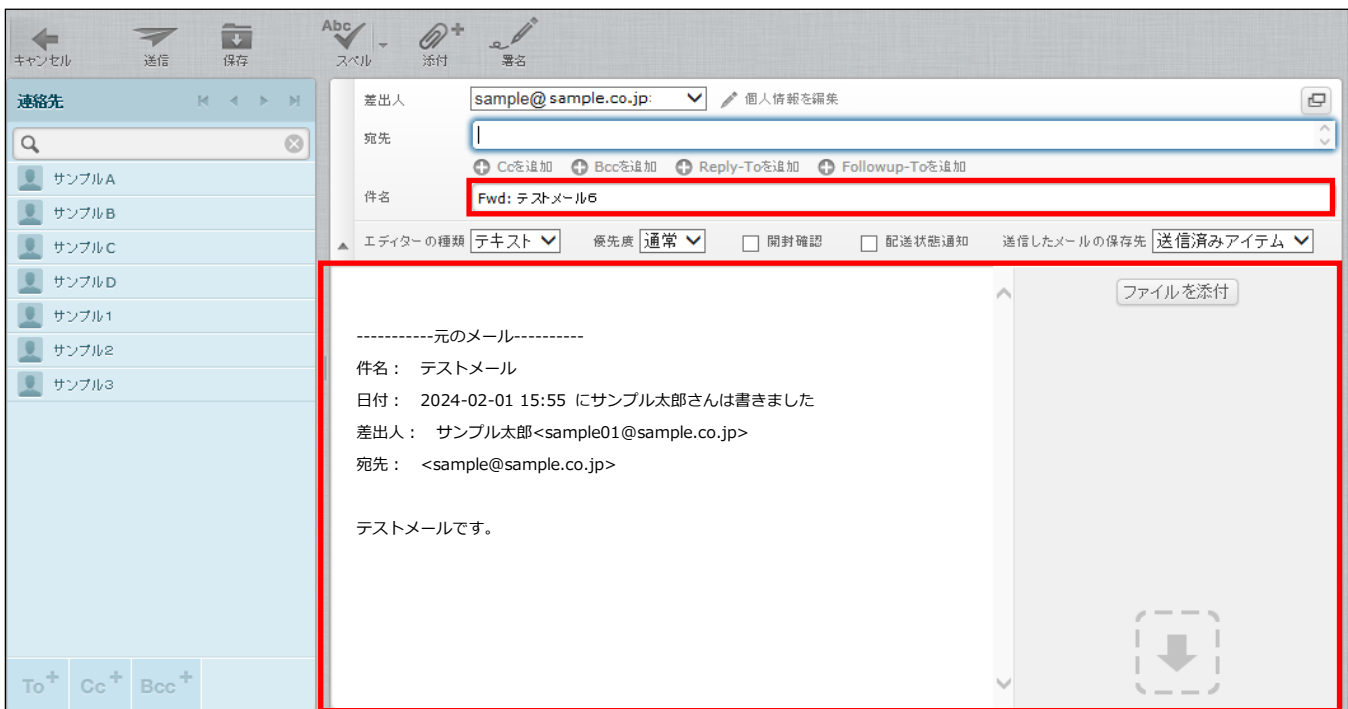 キャンセル 送信 保存 Abc スペル 添付 署名
連絡先
サンプルA
サンプルB
サンプルC
サンプルD
サンプル1
サンプル2
サンプル3
To+ Cc+ Bcc+
差出人 sample@sample.co.jp: 個人情報を編集
宛先
Ccを追加 Bccを追加 Reply-Toを追加 Followup-Toを追加
件名 Fwd: テストメール6
エディターの種類 テキスト 優先度 通常 開封確認 配送状態通知 送信したメールの保存先 送信済みアイテム
-----------元のメール----------
件名： テストメール
日付： 2024-02-01 15:55 にサンプル太郎さんは書きました
差出人： サンプル太郎<sample01@sample.co.jp>
宛先： <sample@sample.co.jp>
テストメールです。
ファイルを添付